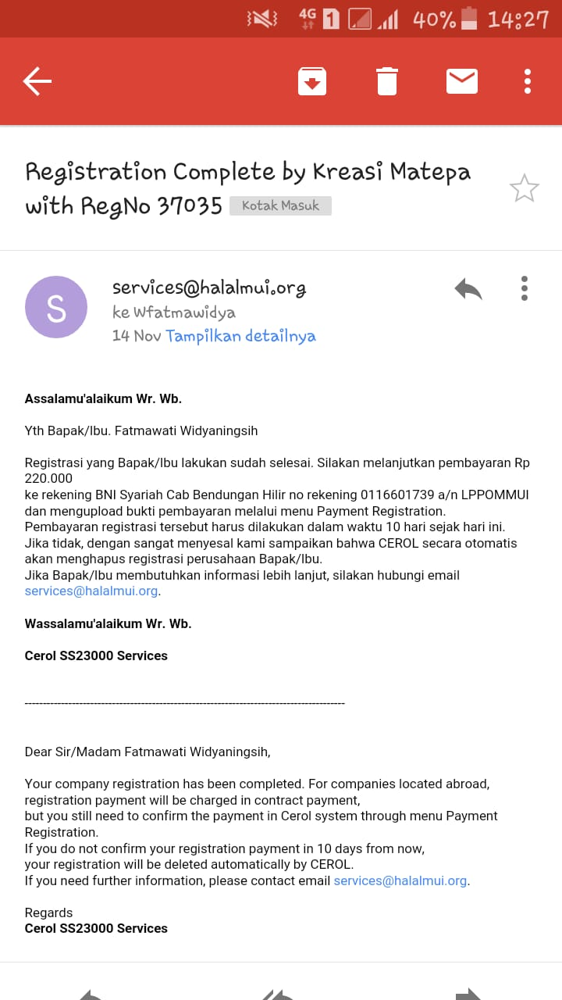 4G 1 40% 14:27
Registration Complete by Kreasi Matepa
with RegNo 37035 Kotak Masuk
S
services@halalmui.org
ke Wfatmawidya
14 Nov Tampilkan detailnya
Assalamu'alaikum Wr. Wb.
Yth Bapak/Ibu. Fatmawati Widyaningsih
Registrasi yang Bapak/Ibu lakukan sudah selesai. Silakan melanjutkan pembayaran Rp
220.000
ke rekening BNI Syariah Cab Bendungan Hilir no rekening 0116601739 a/n LPPOMMUI
dan mengupload bukti pembayaran melalui menu Payment Registration.
Pembayaran registrasi tersebut harus dilakukan dalam waktu 10 hari sejak hari ini.
Jika tidak, dengan sangat menyesal kami sampaikan bahwa CEROL secara otomatis
akan menghapus registrasi perusahaan Bapak/Ibu.
Jika Bapak/Ibu membutuhkan informasi lebih lanjut, silakan hubungi email
services@halalmui.org.
Wassalamu'alaikum Wr. Wb.
Cerol SS23000 Services
----------------------------------------------------------------------------------------
Dear Sir/Madam Fatmawati Widyaningsih,
Your company registration has been completed. For companies located abroad,
registration payment will be charged in contract payment,
but you still need to confirm the payment in Cerol system through menu Payment
Registration.
If you do not confirm your registration payment in 10 days from now,
your registration will be deleted automatically by CEROL.
If you need further information, please contact email services@halalmui.org.
Regards
Cerol SS23000 Services